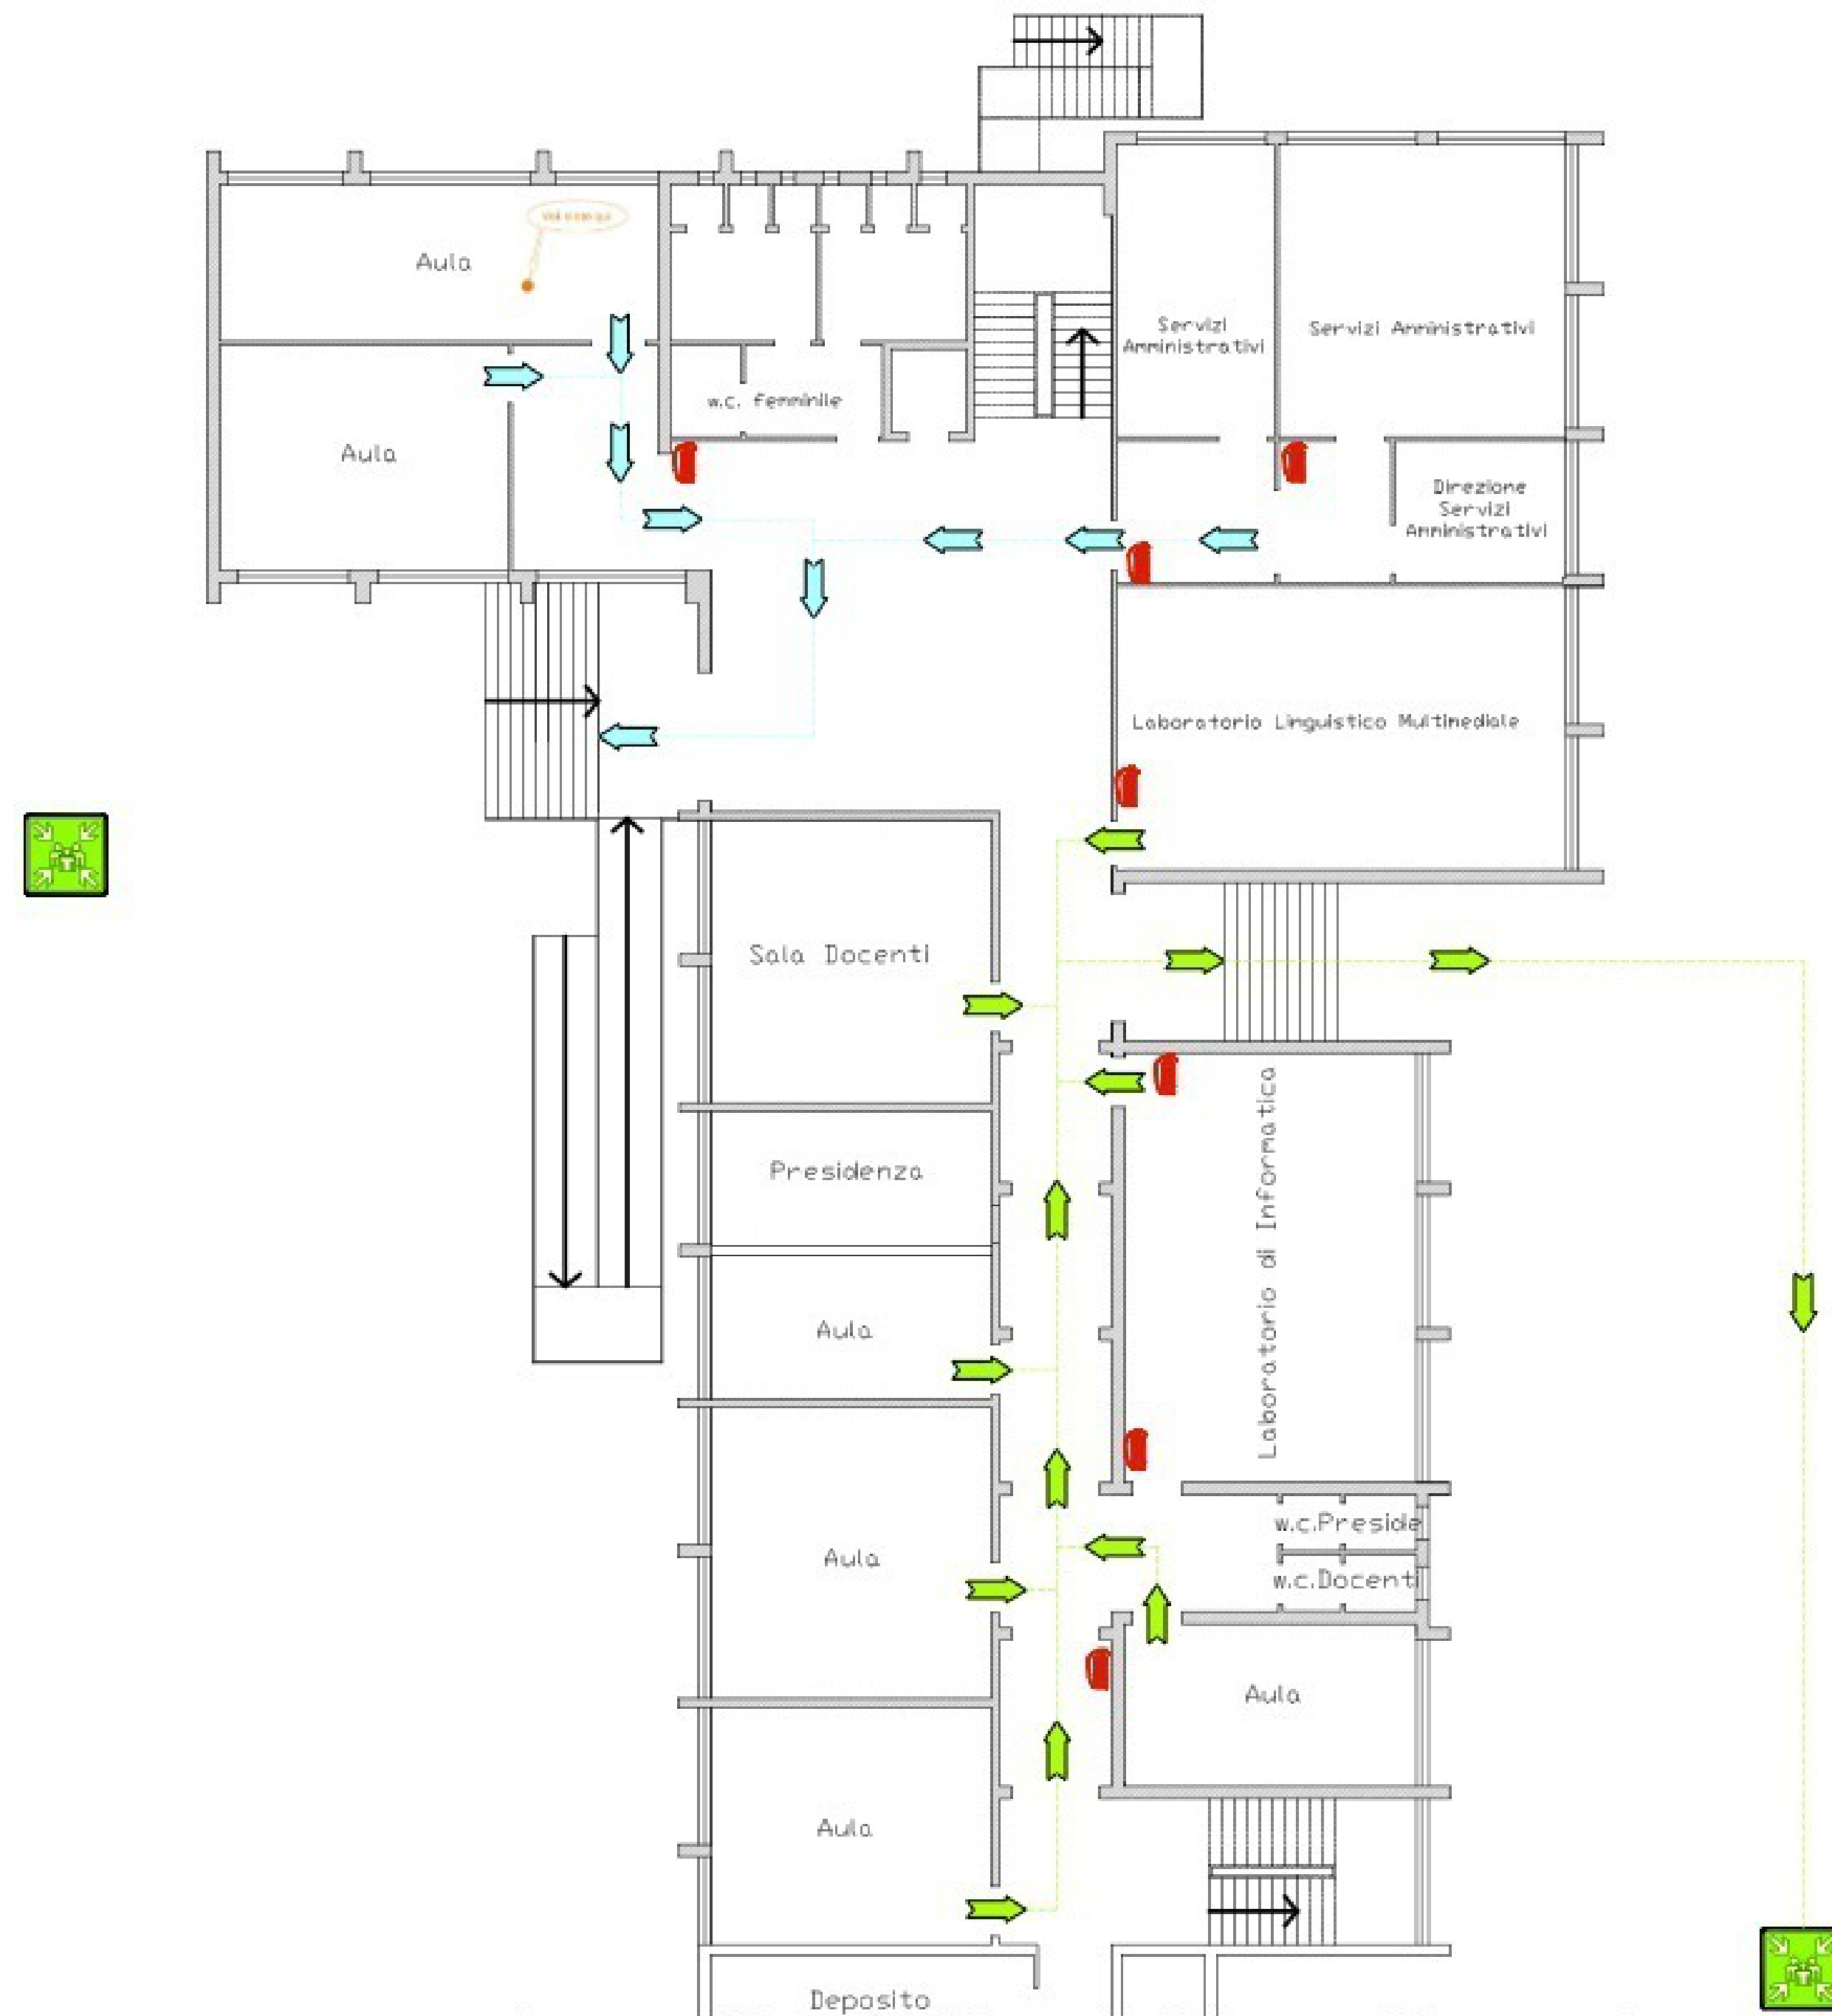 Aula
Servizi
Amministrativi
Servizi Amministrativi
w.c. femminile
Aula
Direzione
Servizi
Amministrativi
Laboratorio Linguistico Multimediale
Sala Docenti
Presidenza
Laboratorio di Informatica
Aula
w.c.Preside
Aula
w.c.Docenti
Aula
Aula
Deposito